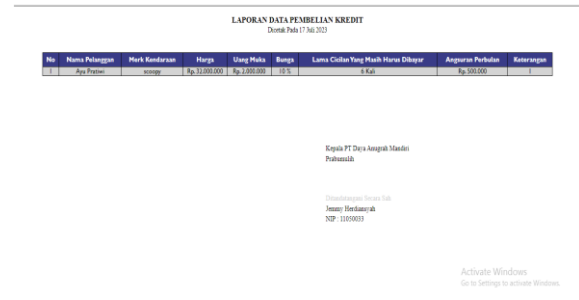 LAPORAN DATA PEMBELIAN KREDIT
Dicetak Pada 17 Juli 2023
No Nama Pelanggan Merk Kendaraan Harga Uang Muka Bunga Lama Cicilan Yang Masih Harus Dibayar Angsuran Perbulan Keterangan
1 Ayu Pratiwi scoopy Rp. 32,000,000 Rp. 2,000,000 10 % 6 Kali Rp. 500,000 1
Kepala PT Daya Anugrah Mandiri
Prabumulih
Ditandatangani Secara Sah
Jemmy Herdiansyah
NIP : 11050033
Activate Windows
Go to Settings to activate Windows.